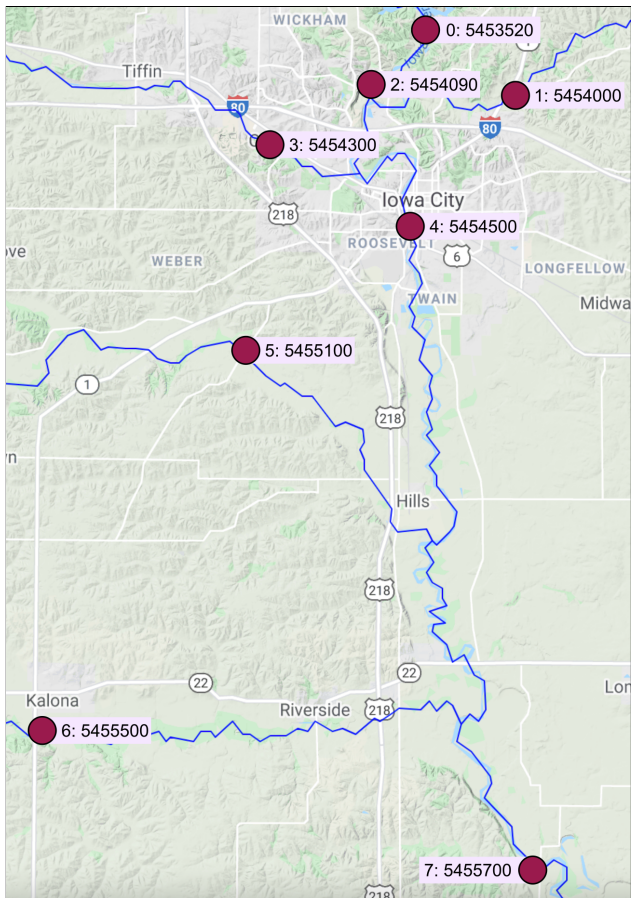 WICKHAM
0: 5453520
1
Tiffin
2: 5454090
1: 5454000
80
80
3: 5454300
Iowa City
218
4: 5454500
ROOSEVELT
6
ove
WEBER
LONGFELLOW
TWAIN
Midwa
5: 5455100
1
218
n
Hills
218
22
22
Kalona
Lon
Riverside
218
6: 5455500
7: 5455700
218